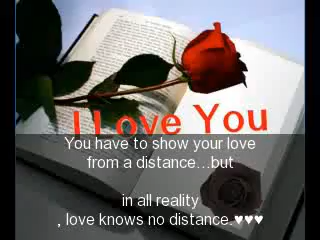 I Love You
You have to show your love
from a distance...but
in all reality
, love knows no distance.♥♥♥